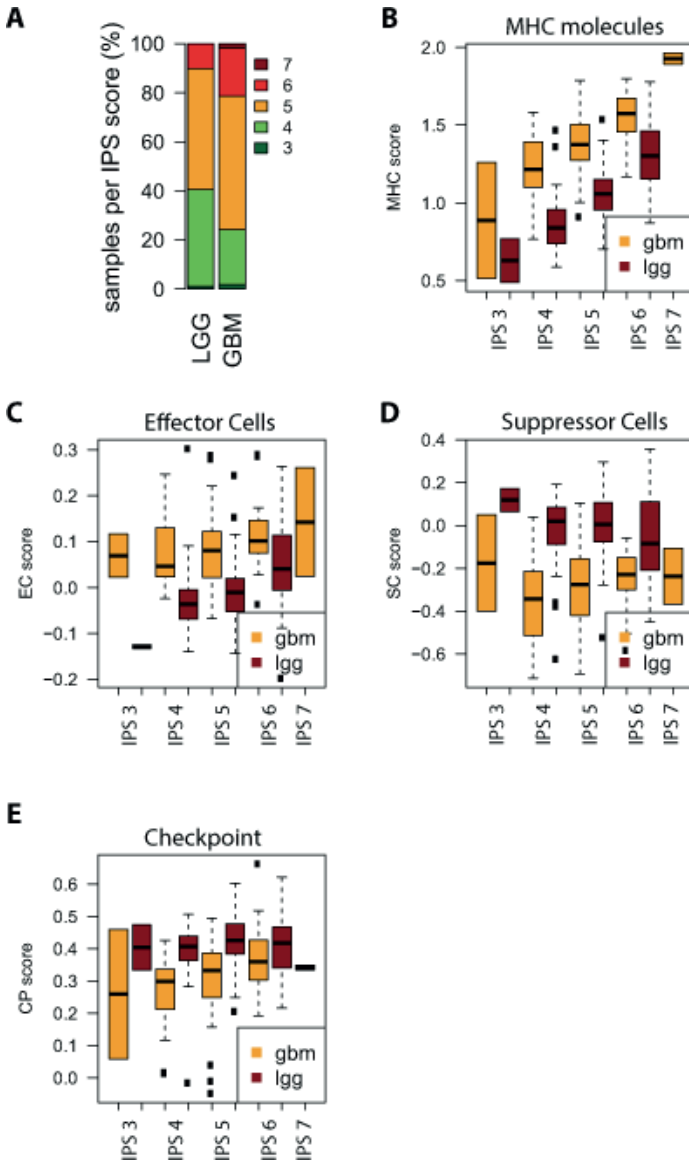 A
samples per IPS score (%)
100
80
60
40
20
0
LGG
GBM
7
6
5
4
3
B
MHC molecules
MHC score
2.0
1.5
1.0
0.5
gbm
lgg
IPS 3
IPS 4
IPS 5
IPS 6
IPS 7
C
Effector Cells
EC score
0.3
0.2
0.1
0.0
−0.1
−0.2
gbm
lgg
IPS 3
IPS 4
IPS 5
IPS 6
IPS 7
D
Suppressor Cells
SC score
0.4
0.2
0.0
−0.2
−0.4
−0.6
gbm
lgg
IPS 3
IPS 4
IPS 5
IPS 6
IPS 7
E
Checkpoint
CP score
0.6
0.5
0.4
0.3
0.2
0.1
0.0
gbm
lgg
IPS 3
IPS 4
IPS 5
IPS 6
IPS 7